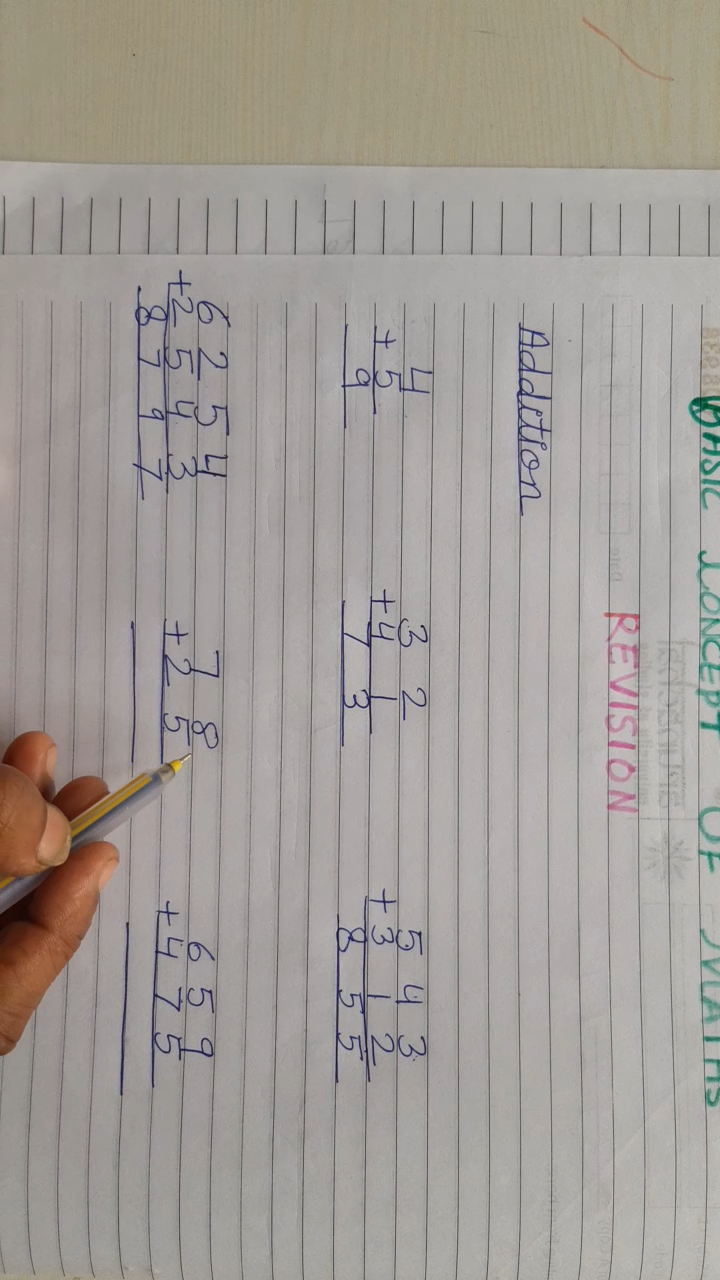 BASIC CONCEPT OF MATHS
REVISION
Addition
4 32 543
+5 +41 +312
9 73 855
6254 78 659
+2543 +25 +475
8797